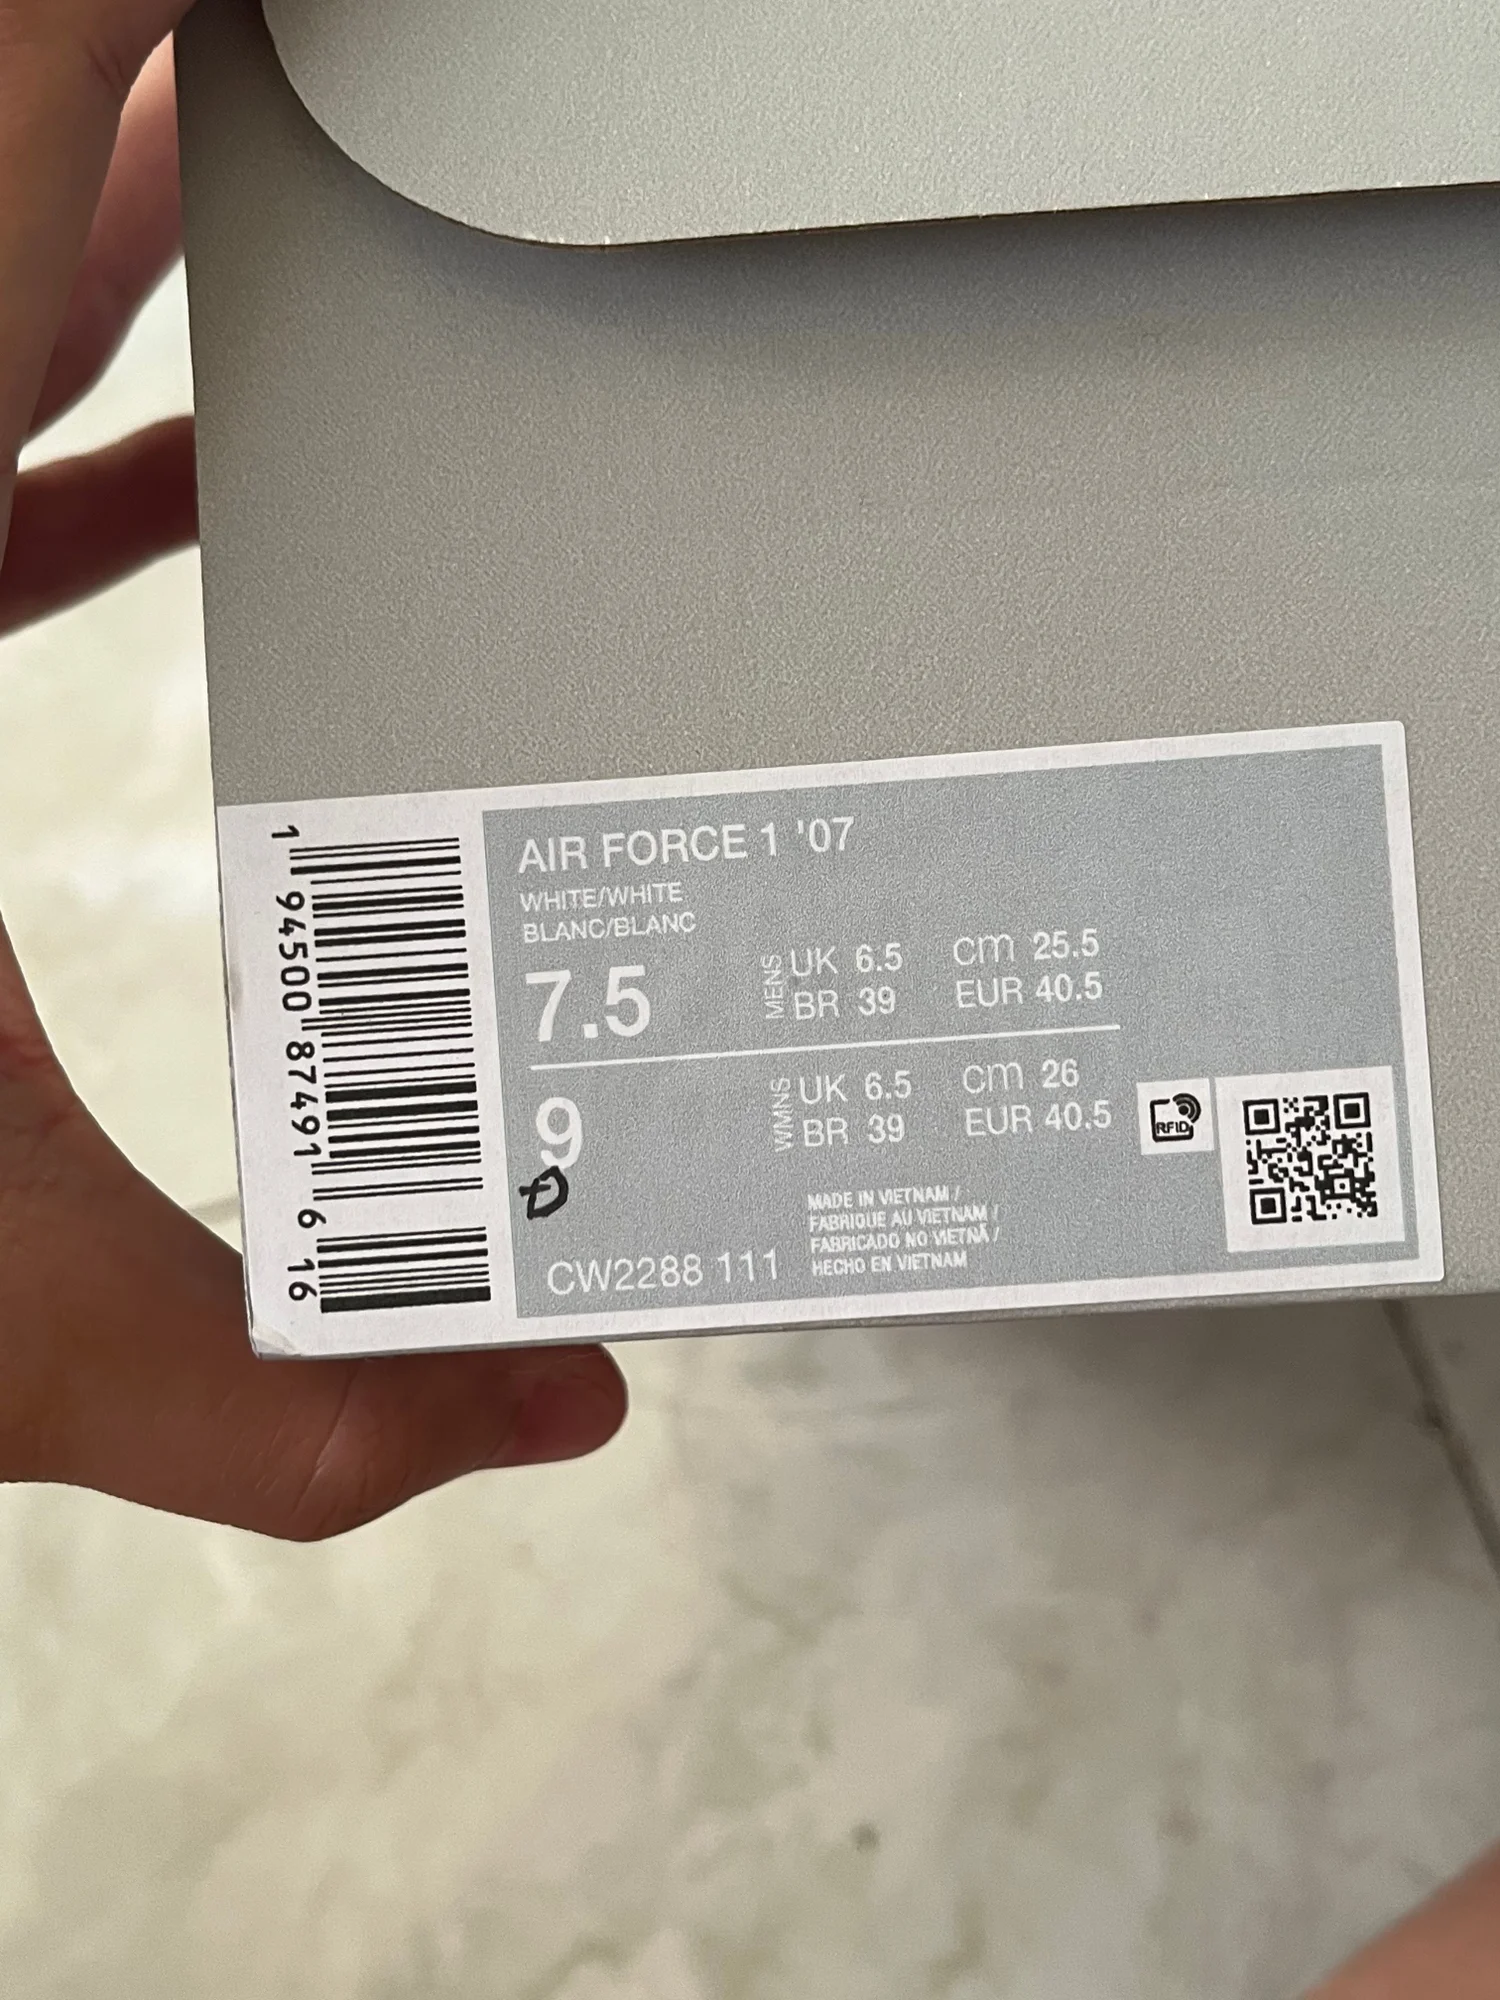 AIR FORCE 1 '07
WHITE/WHITE
BLANC/BLANC
7.5
MENS
UK 6.5 cm 25.5
BR 39 EUR 40.5
9
WMNS
UK 6.5 cm 26
BR 39 EUR 40.5
RFID
MADE IN VIETNAM /
FABRIQUE AU VIETNAM /
FABRICADO NO VIETNÃ /
HECHO EN VIETNAM
CW2288 111
1 94500 87491 6 16